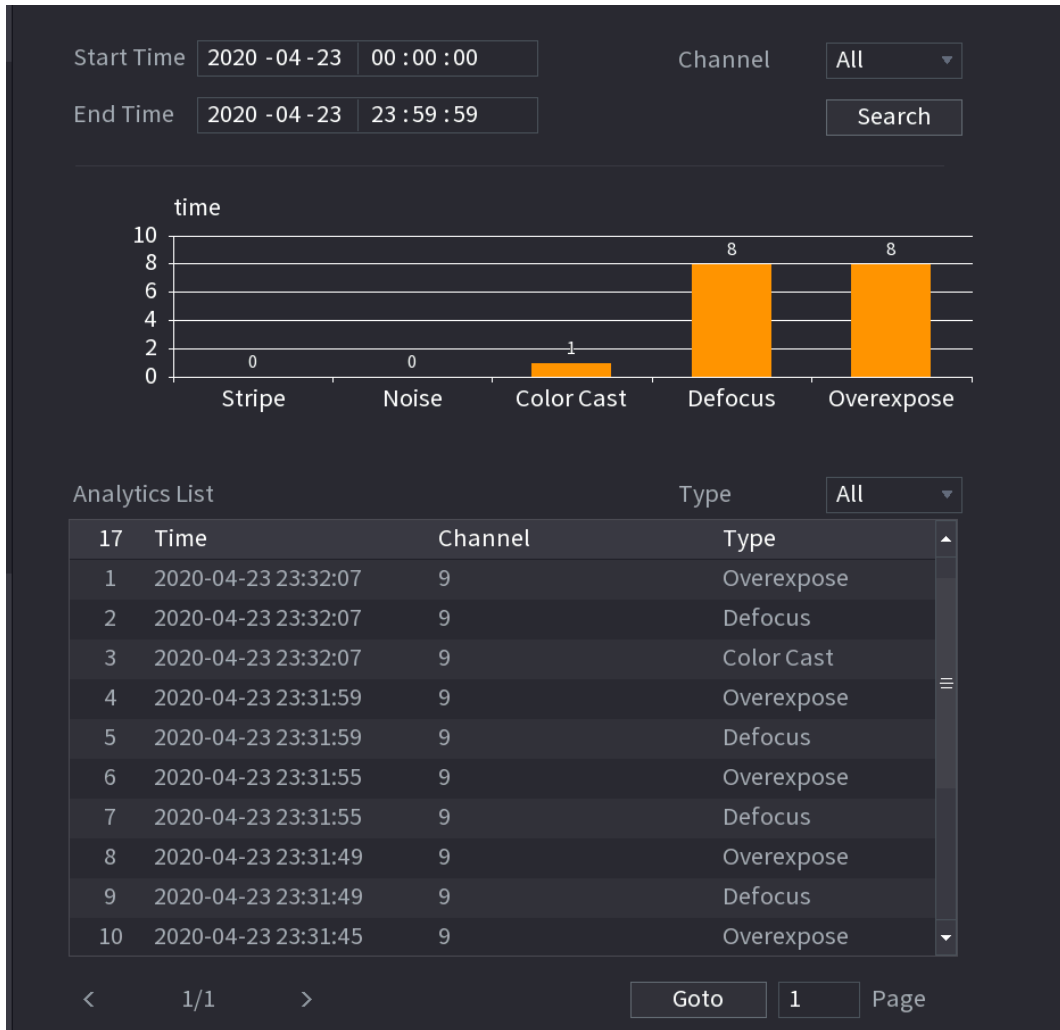 Start Time 2020 -04 -23 00 : 00 : 00 Channel All
End Time 2020 -04 -23 23 : 59 : 59 Search
time
10
8 8 8
6
4
2 1
0 0 0
Stripe Noise Color Cast Defocus Overexpose
Analytics List Type All
17 Time Channel Type
1 2020-04-23 23:32:07 9 Overexpose
2 2020-04-23 23:32:07 9 Defocus
3 2020-04-23 23:32:07 9 Color Cast
4 2020-04-23 23:31:59 9 Overexpose
5 2020-04-23 23:31:59 9 Defocus
6 2020-04-23 23:31:55 9 Overexpose
7 2020-04-23 23:31:55 9 Defocus
8 2020-04-23 23:31:49 9 Overexpose
9 2020-04-23 23:31:49 9 Defocus
10 2020-04-23 23:31:45 9 Overexpose
< 1/1 > Goto 1 Page